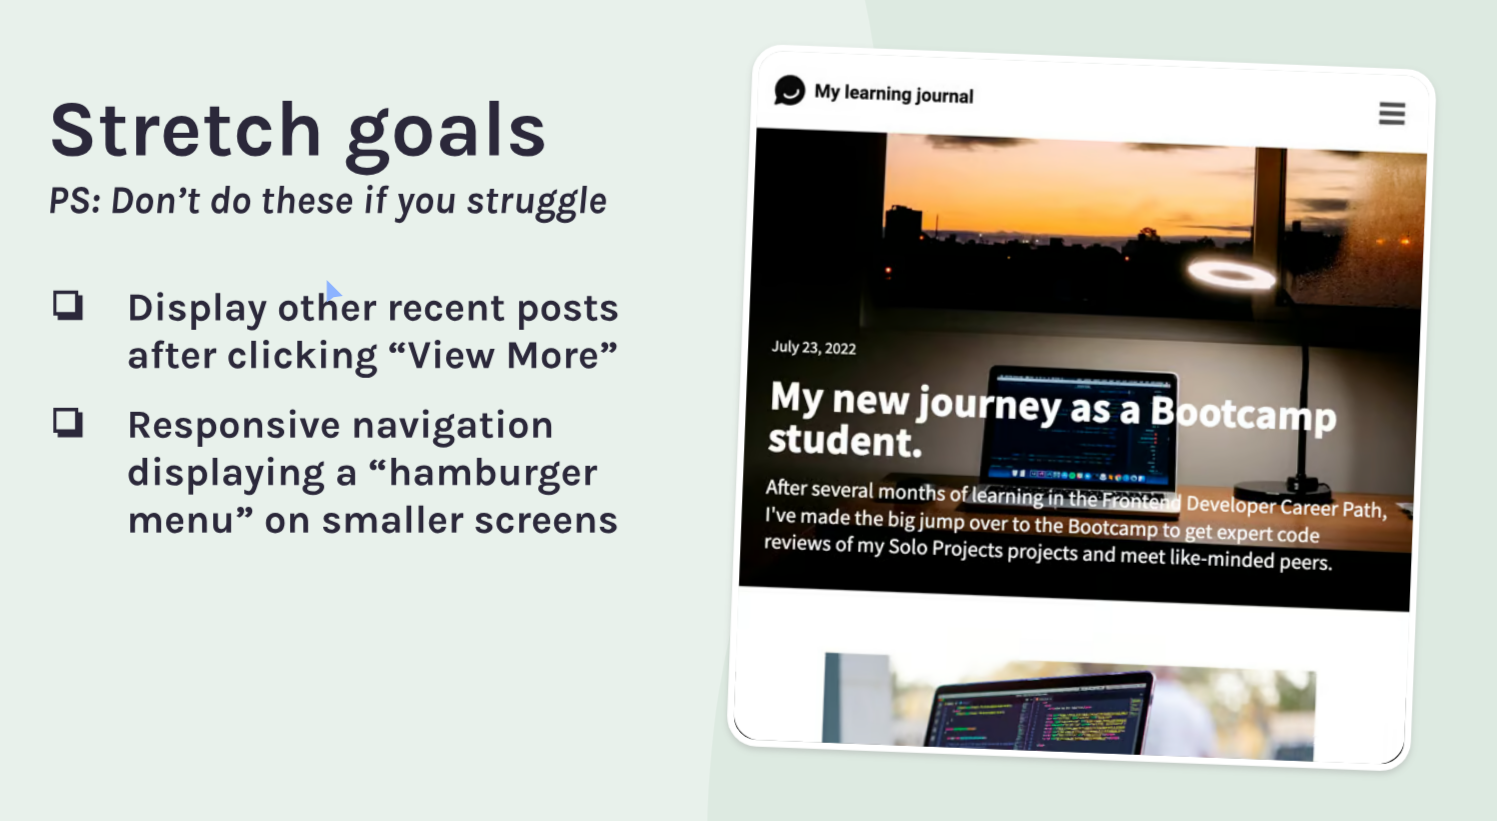 Stretch goals
PS: Don’t do these if you struggle
Display other recent posts
after clicking “View More”
Responsive navigation
displaying a “hamburger
menu” on smaller screens
My learning journal
July 23, 2022
My new journey as a Bootcamp
student.
After several months of learning in the Frontend Developer Career Path,
I've made the big jump over to the Bootcamp to get expert code
reviews of my Solo Projects projects and meet like-minded peers.